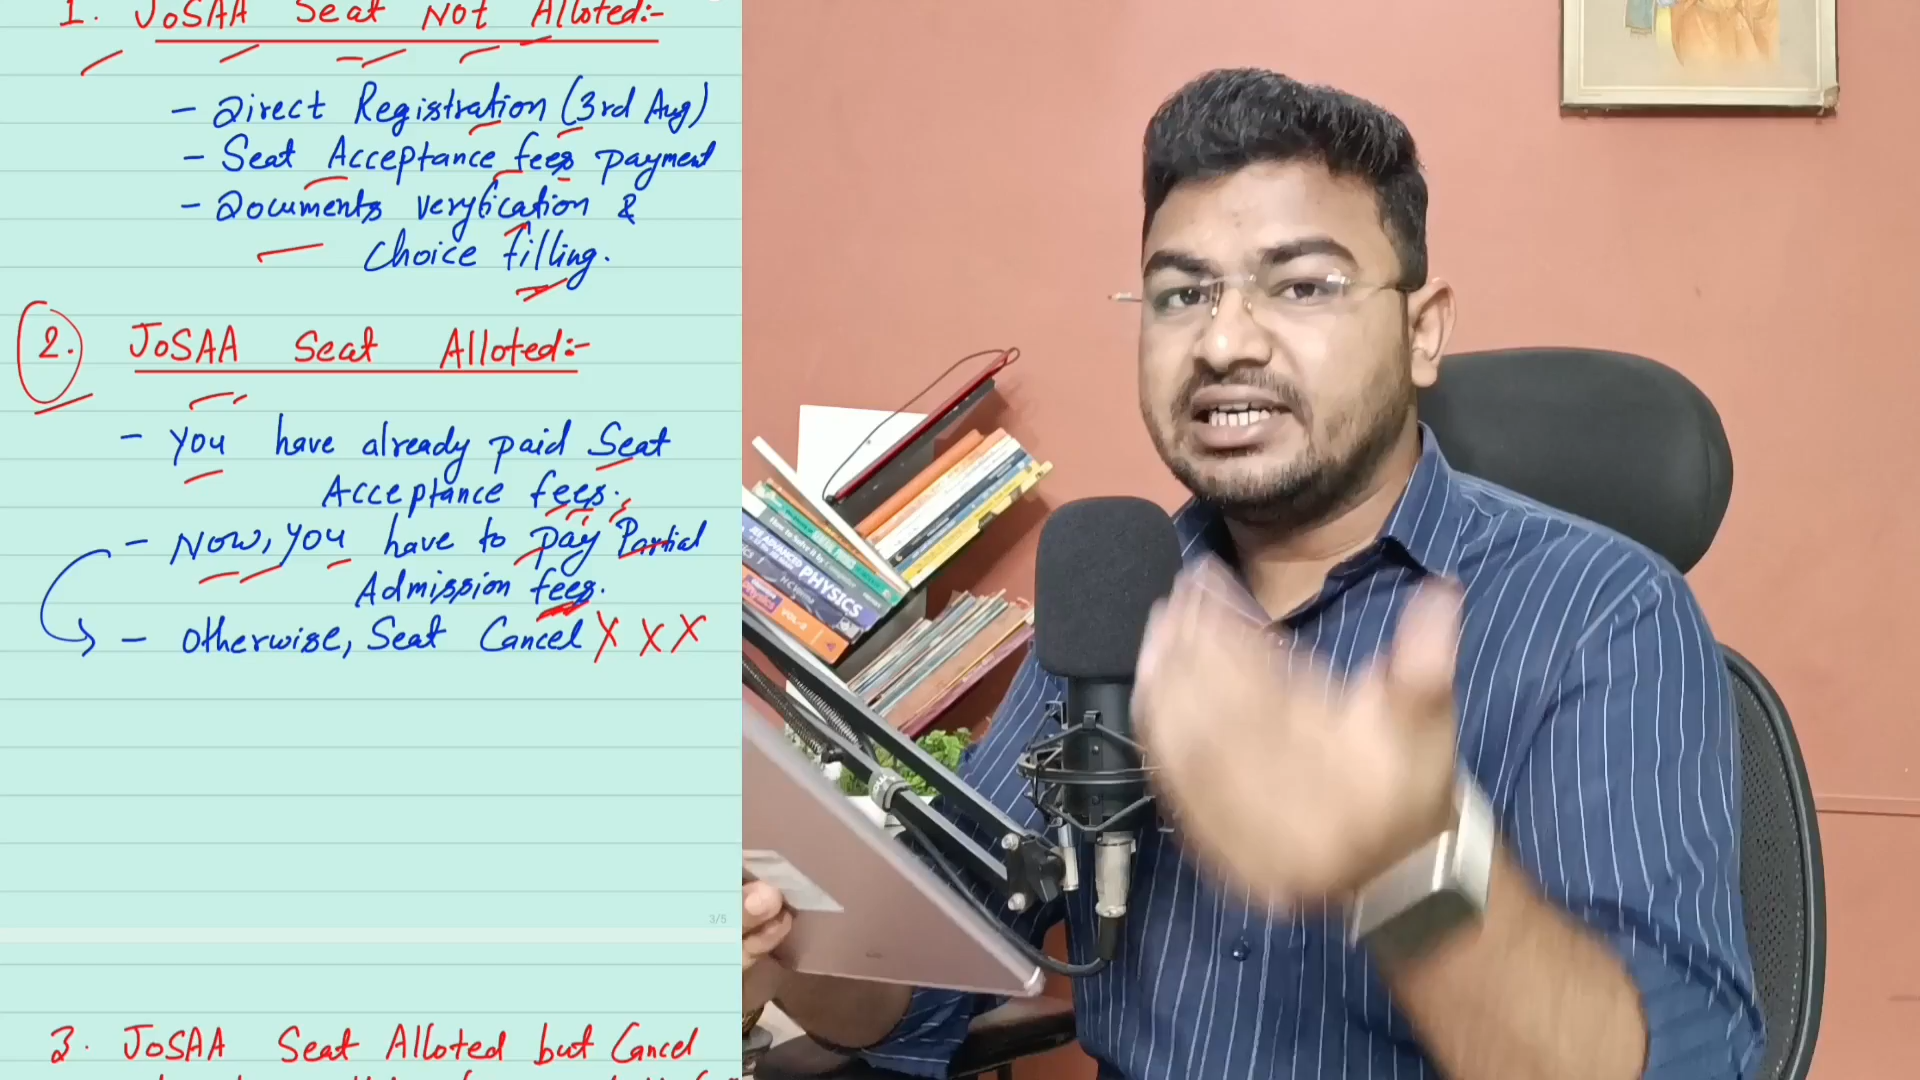 1. JoSAA Seat Not Alloted:-
- Direct Registration (3rd Aug)
- Seat Acceptance fees payment
- Documents verification &
choice filling.
2. JoSAA Seat Alloted:-
- You have already paid Seat
Acceptance fees.
- Now, you have to pay Partial
Admission fees.
- Otherwise, Seat Cancel X X X
3/5
3. JoSAA Seat Alloted but Cancel
PHYSICS